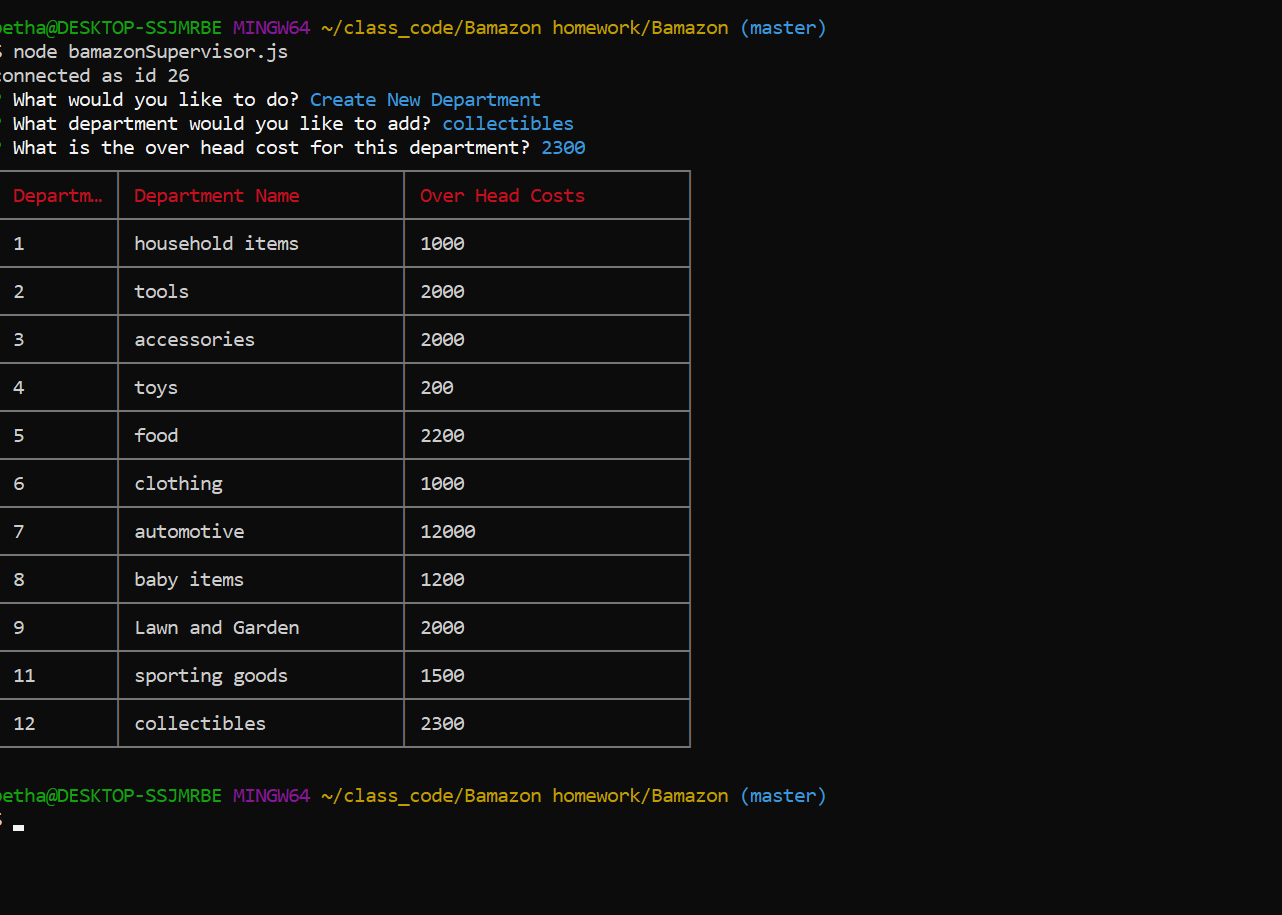 etha@DESKTOP-SSJMRBE MINGW64 ~/class_code/Bamazon homework/Bamazon (master)
$ node bamazonSupervisor.js
connected as id 26
? What would you like to do? Create New Department
? What department would you like to add? collectibles
? What is the over head cost for this department? 2300
Departm… Department Name Over Head Costs
1 household items 1000
2 tools 2000
3 accessories 2000
4 toys 200
5 food 2200
6 clothing 1000
7 automotive 12000
8 baby items 1200
9 Lawn and Garden 2000
11 sporting goods 1500
12 collectibles 2300
etha@DESKTOP-SSJMRBE MINGW64 ~/class_code/Bamazon homework/Bamazon (master)
$